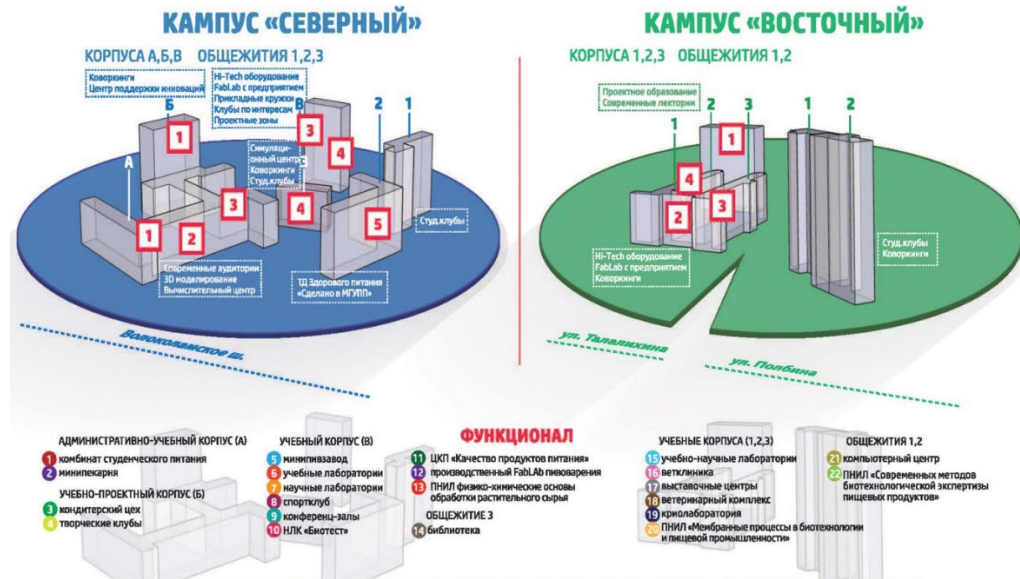 КАМПУС «СЕВЕРНЫЙ»
КОРПУСА А,Б,В ОБЩЕЖИТИЯ 1,2,3
Коворкинги
Центр поддержки инноваций
Hi-Tech оборудование
FabLab с предприятием
Прикладные кружки
Клубы по интересам
Проектные зоны
Б
В
2
1
А
1
3
4
Симуляци-
онный центр
Коворкинги
Студ.клубы
3
4
5
1
2
Студ.клубы
Современные аудитории
3D моделирование
Вычислительный центр
ТД Здорового питания
«Сделано в МГУПП»
Волоколамское ш.
КАМПУС «ВОСТОЧНЫЙ»
КОРПУСА 1,2,3 ОБЩЕЖИТИЯ 1,2
Проектное образование
Современные лектории
1
2
3
1
2
1
4
3
2
Hi-Tech оборудование
FabLab с предприятием
Коворкинги
Студ.клубы
Коворкинги
ул. Талалихина
ул. Полбина
ФУНКЦИОНАЛ
АДМИНИСТРАТИВНО-УЧЕБНЫЙ КОРПУС (А)
1 комбинат студенческого питания
2 минипекарня
УЧЕБНО-ПРОЕКТНЫЙ КОРПУС (Б)
3 кондитерский цех
4 творческие клубы
УЧЕБНЫЙ КОРПУС (В)
5 минипивзавод
6 учебные лаборатории
7 научные лаборатории
8 спортклуб
9 конференц-залы
10 НЛК «Биотест»
11 ЦКП «Качество продуктов питания»
12 производственный FabLAb пивоварения
13 ПНИЛ физико-химические основы
обработки растительного сырья
ОБЩЕЖИТИЕ 3
14 библиотека
УЧЕБНЫЕ КОРПУСА (1,2,3)
15 учебно-научные лаборатории
16 ветклиника
17 выставочные центры
18 ветеринарный комплекс
19 криолаборатория
20 ПНИЛ «Мембранные процессы в биотехнологии
и пищевой промышленности»
ОБЩЕЖИТИЯ 1,2
21 компьютерный центр
22 ПНИЛ «Современных методов
биотехнологической экспертизы
пищевых продуктов»